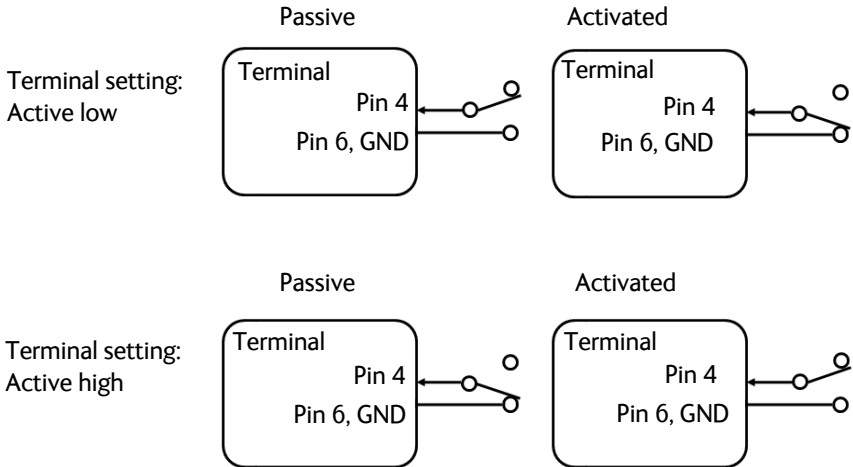 Passive Activated
Terminal setting:
Active low
Terminal Terminal
Pin 4 Pin 4
Pin 6, GND Pin 6, GND
Passive Activated
Terminal setting:
Active high
Terminal Terminal
Pin 4 Pin 4
Pin 6, GND Pin 6, GND